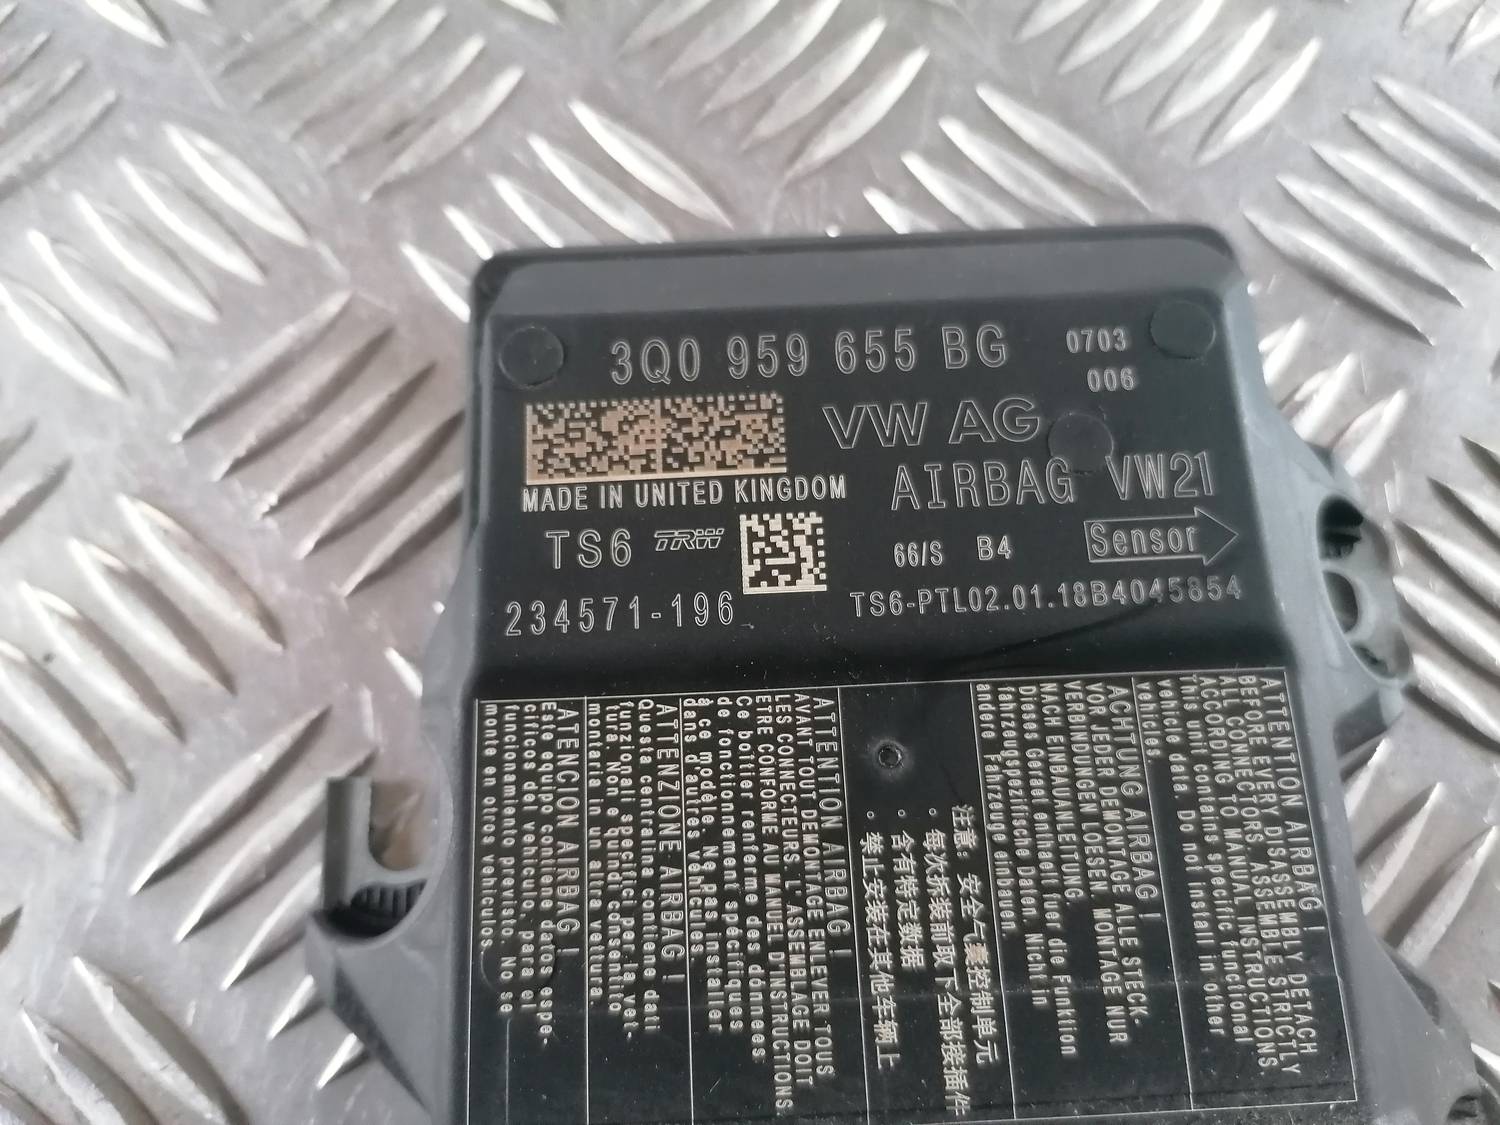 3Q0 959 655 BG
0703
006
VW AG
MADE IN UNITED KINGDOM
AIRBAG VW21
TS6 TRW
66/S B4
Sensor
234571-196
TS6-PTL02.01.18B4045854
ATTENTION AIRBAG !
BEFORE EVERY DISASSEMBLY DETACH
ALL CONNECTORS. ASSEMBLE STRICTLY
ACCORDING TO MANUAL INSTRUCTIONS
This unit contains specific functional
vehicle data. Do not install in other
vehicles.
ACHTUNG AIRBAG !
VOR JEDER DEMONTAGE ALLE STECK-
VERBINDUNGEN LOESEN, MONTAGE NUR
NACH EINBAUANLEITUNG.
Dieses Geraet enhaelt fuer die Funktion
fahrzeugspezifische Daten. Nicht in
andere Fahrzeuge einbauen.
注意: 安全气囊控制单元
。每次拆装前取下全部接插件
。含有特定数据
。禁止安装在其他车辆上
ATTENTION AIRBAG !
AVANT TOUT DEMONTAGE ENLEVER TOUS
LES CONNECTEURS. L' ASSEMBLAGE DOIT
ETRE CONFORME AU MANUEL D'INSTRUCTIONS
Ce boîtier renferme des données
de fonctionnement spécifiques
à ce modèle. Ne pas installer
dans d'autres véhicules.
ATTENZIONE AIRBAG !
Questa centralina contiene dati
funzionali specifici per la vet-
tura. Non è quindi consentito
montarla in un'altra vettura.
ATENCION AIRBAG !
Este equipo contiene datos espe-
cíficos de vehículo, para el
funcionamiento previsto. No se
monte en otros vehículos.